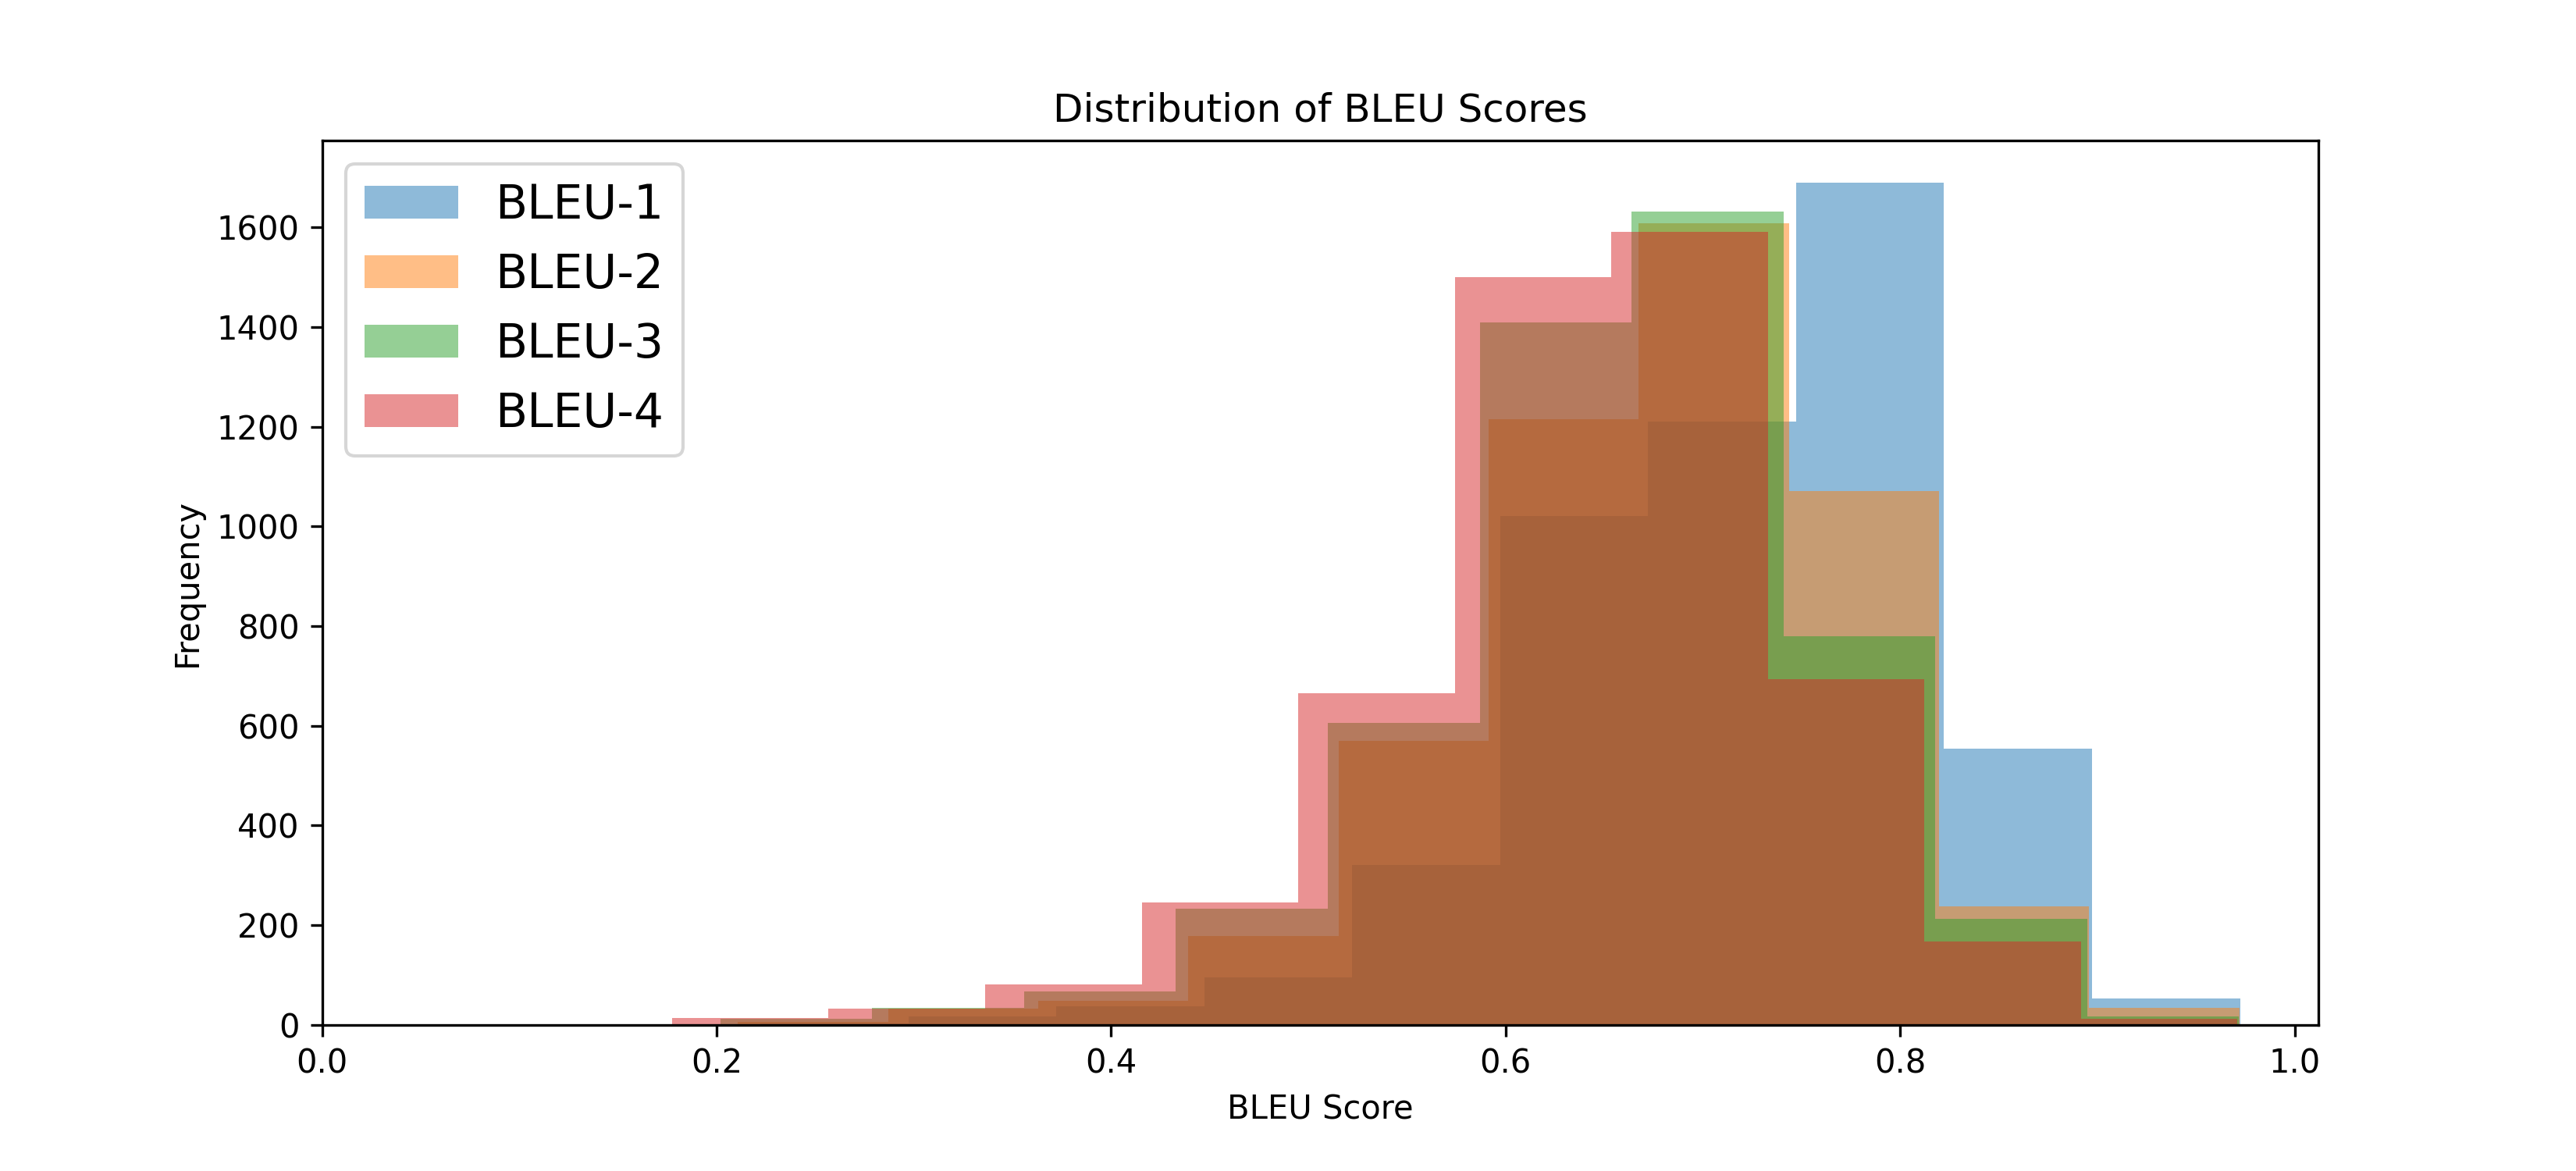 Distribution of BLEU Scores
BLEU-1
BLEU-2
BLEU-3
BLEU-4
Frequency
1600
1400
1200
1000
800
600
400
200
0
0.0 0.2 0.4 0.6 0.8 1.0
BLEU Score